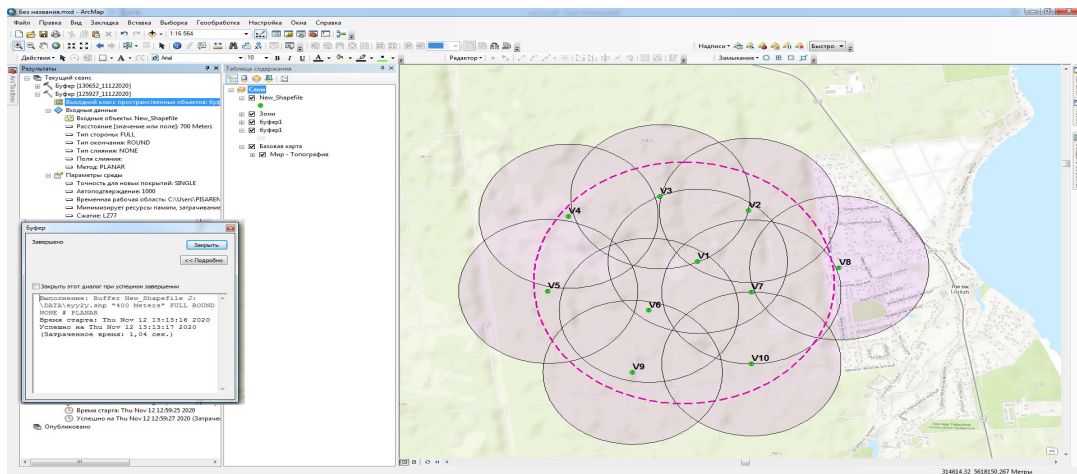 Без названия.mxd - ArcMap
Файл Правка Вид Закладка Вставка Выборка Геообработка Настройка Окна Справка
1:16 564
Надписи
Быстро
Действия
Arial
10
Редактор
Замыкание
Результаты
Таблица содержания
ArcToolbox
Текущий сеанс
Буфер [130652_11122020]
Буфер [125927_11122020]
Выходной класс пространственных объектов: буф
Входные данные
Входные объекты: New_Shapefile
Расстояние [значение или поле]: 700 Meters
Тип стороны: FULL
Тип окончания: ROUND
Тип слияния: NONE
Поля слияния:
Метод: PLANAR
Параметры среды
Точность для новых покрытий: SINGLE
Автоподтверждение: 1000
Временная рабочая область: C:\Users\PISAREN
Минимизирует ресурсы памяти, затрачивание
Сжатие: LZ77
Слои
New_Shapefile
Зони
буфер1
буфер1
Базовая карта
Мир - Топография
Буфер
Завершено
Закрыть
<< Подробно
Закрыть этот диалог при успешном завершении
Выполнение: Buffer New_Shapefile J:
\DATA\буу2у.shp "400 Meters" FULL ROUND
NONE # PLANAR
Время старта: Thu Nov 12 13:13:16 2020
Успешно на Thu Nov 12 13:13:17 2020
(Затраченное время: 1,04 сек.)
Время старта: Thu Nov 12 12:59:25 2020
Успешно на Thu Nov 12 12:59:27 2020 (Затраче
Опубликовано
V3
V4
V2
V1
V8
V5
V7
V6
V10
V9
314614,32 5618150,267 Метры